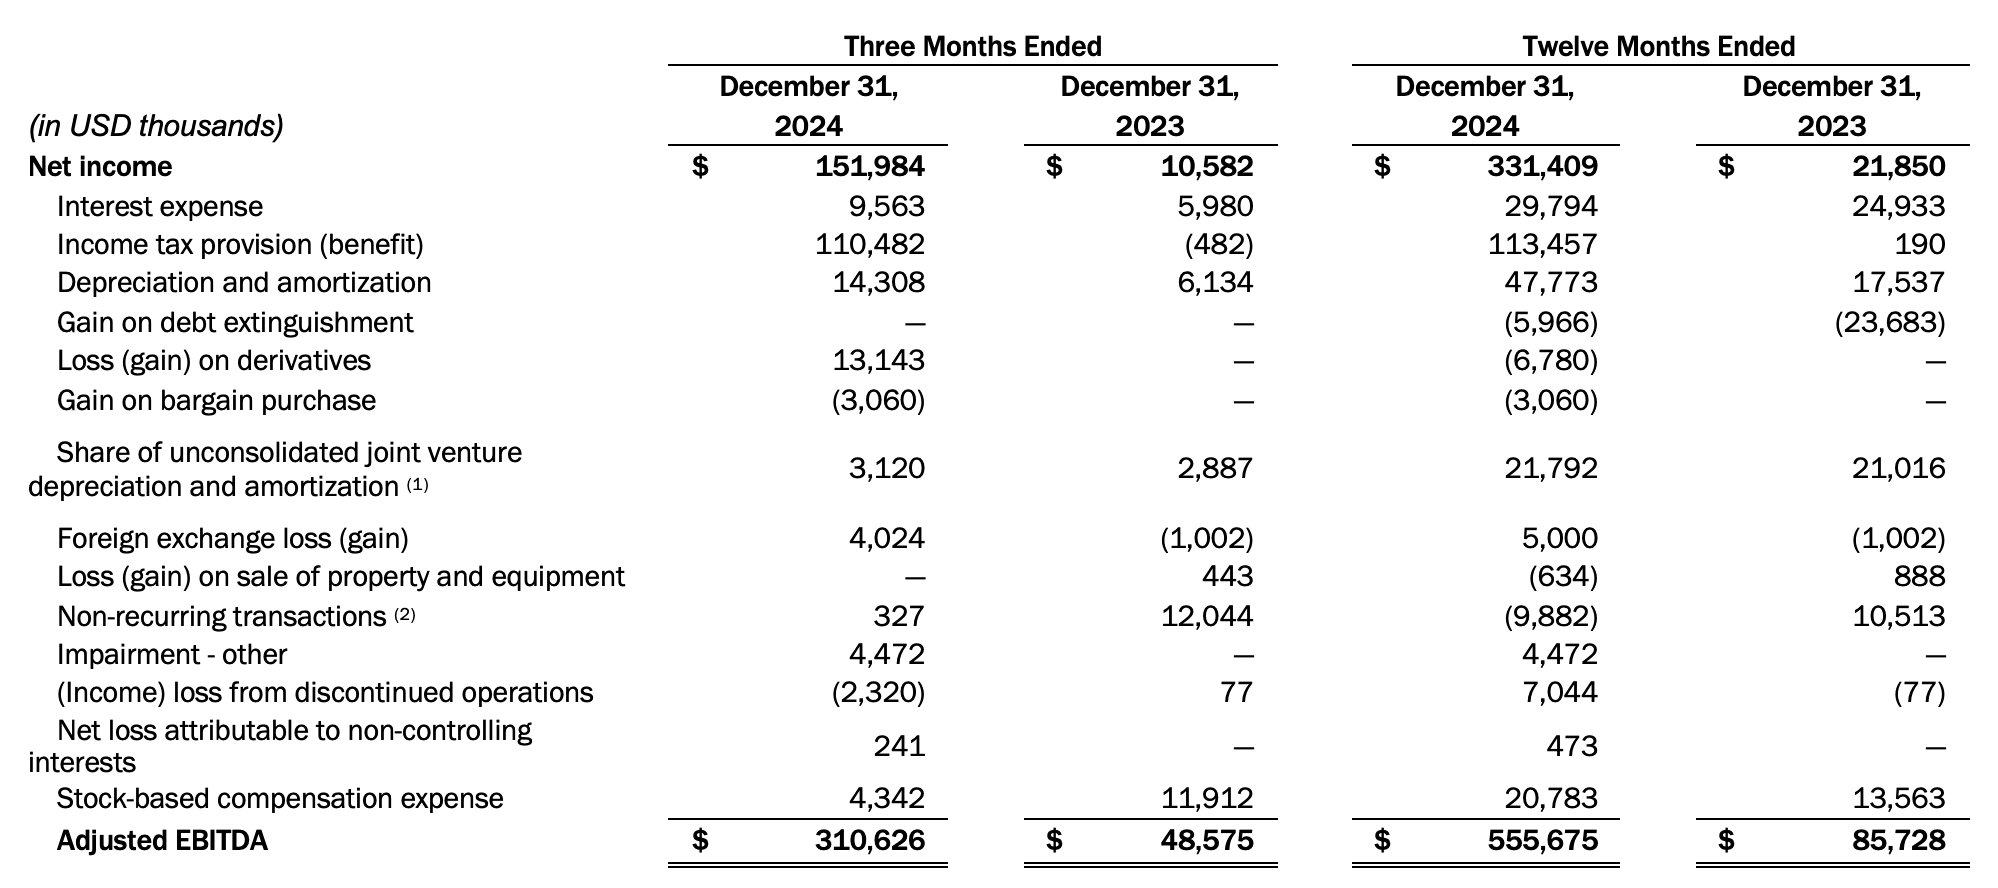 Three Months Ended Twelve Months Ended
December 31, December 31, December 31, December 31,
(in USD thousands) 2024 2023 2024 2023
Net income $ 151,984 $ 10,582 $ 331,409 $ 21,850
Interest expense 9,563 5,980 29,794 24,933
Income tax provision (benefit) 110,482 (482) 113,457 190
Depreciation and amortization 14,308 6,134 47,773 17,537
Gain on debt extinguishment — — (5,966) (23,683)
Loss (gain) on derivatives 13,143 — (6,780) —
Gain on bargain purchase (3,060) — (3,060) —
Share of unconsolidated joint venture
depreciation and amortization (1) 3,120 2,887 21,792 21,016
Foreign exchange loss (gain) 4,024 (1,002) 5,000 (1,002)
Loss (gain) on sale of property and equipment — 443 (634) 888
Non-recurring transactions (2) 327 12,044 (9,882) 10,513
Impairment - other 4,472 — 4,472 —
(Income) loss from discontinued operations (2,320) 77 7,044 (77)
Net loss attributable to non-controlling
interests 241 — 473 —
Stock-based compensation expense 4,342 11,912 20,783 13,563
Adjusted EBITDA $ 310,626 $ 48,575 $ 555,675 $ 85,728